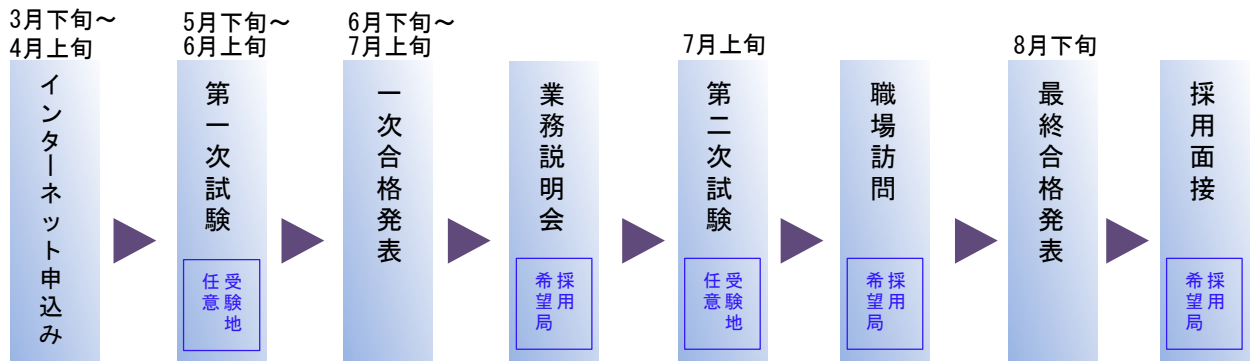 3月下旬～
4月上旬
インターネット申込み
5月下旬～
6月上旬
第一次試験
受験地
任意
6月下旬～
7月上旬
一次合格発表
業務説明会
採用
希望局
7月上旬
第二次試験
受験地
任意
職場訪問
採用
希望局
8月下旬
最終合格発表
採用面接
採用
希望局